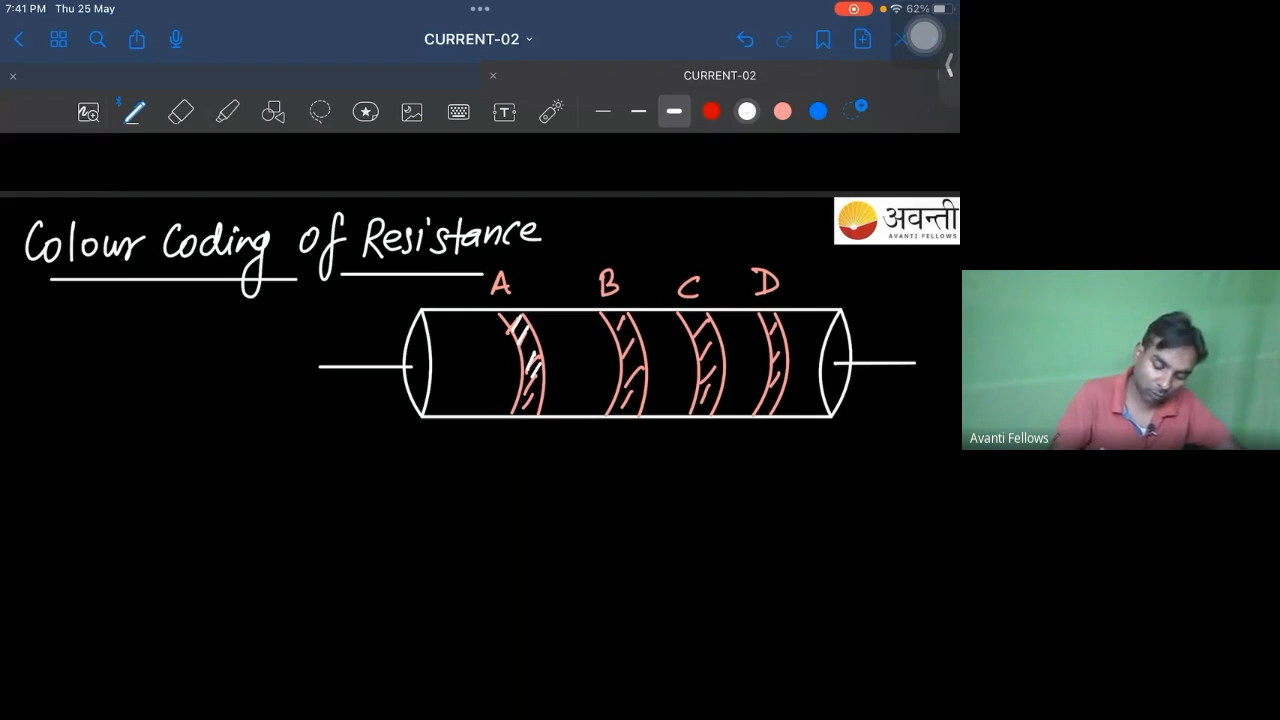 7:41 PM Thu 25 May
62%
CURRENT-02
CURRENT-02
T
Colour Coding of Resistance
अवन्ती
AVANTI FELLOWS
A B C D
Avanti Fellows